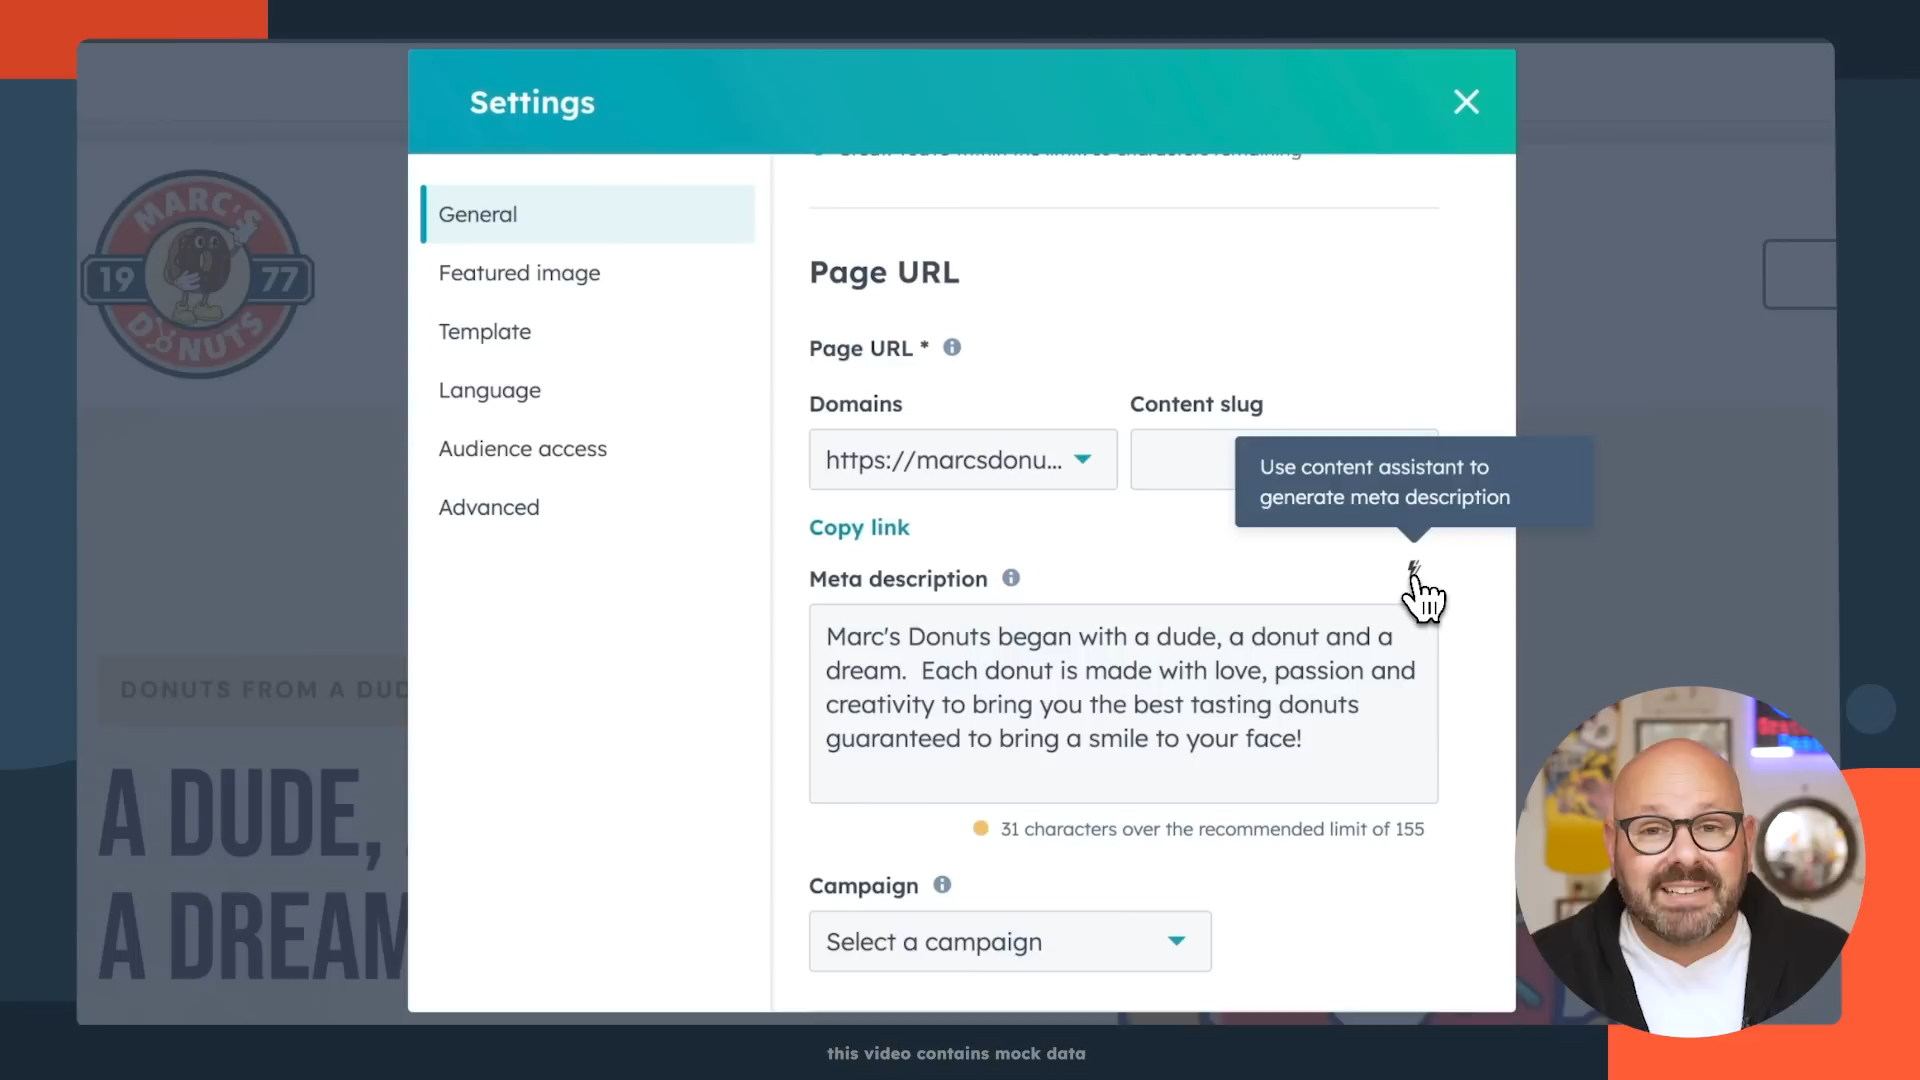 Settings
General
Featured image
Template
Language
Audience access
Advanced
Page URL
Page URL *
Domains
Content slug
https://marcsdonu...
Use content assistant to
generate meta description
Copy link
Meta description
Marc's Donuts began with a dude, a donut and a
dream.  Each donut is made with love, passion and
creativity to bring you the best tasting donuts
guaranteed to bring a smile to your face!
31 characters over the recommended limit of 155
Campaign
Select a campaign
MARC'S
19 77
DONUTS
DONUTS FROM A DUD
A DUDE,
A DREAM
this video contains mock data